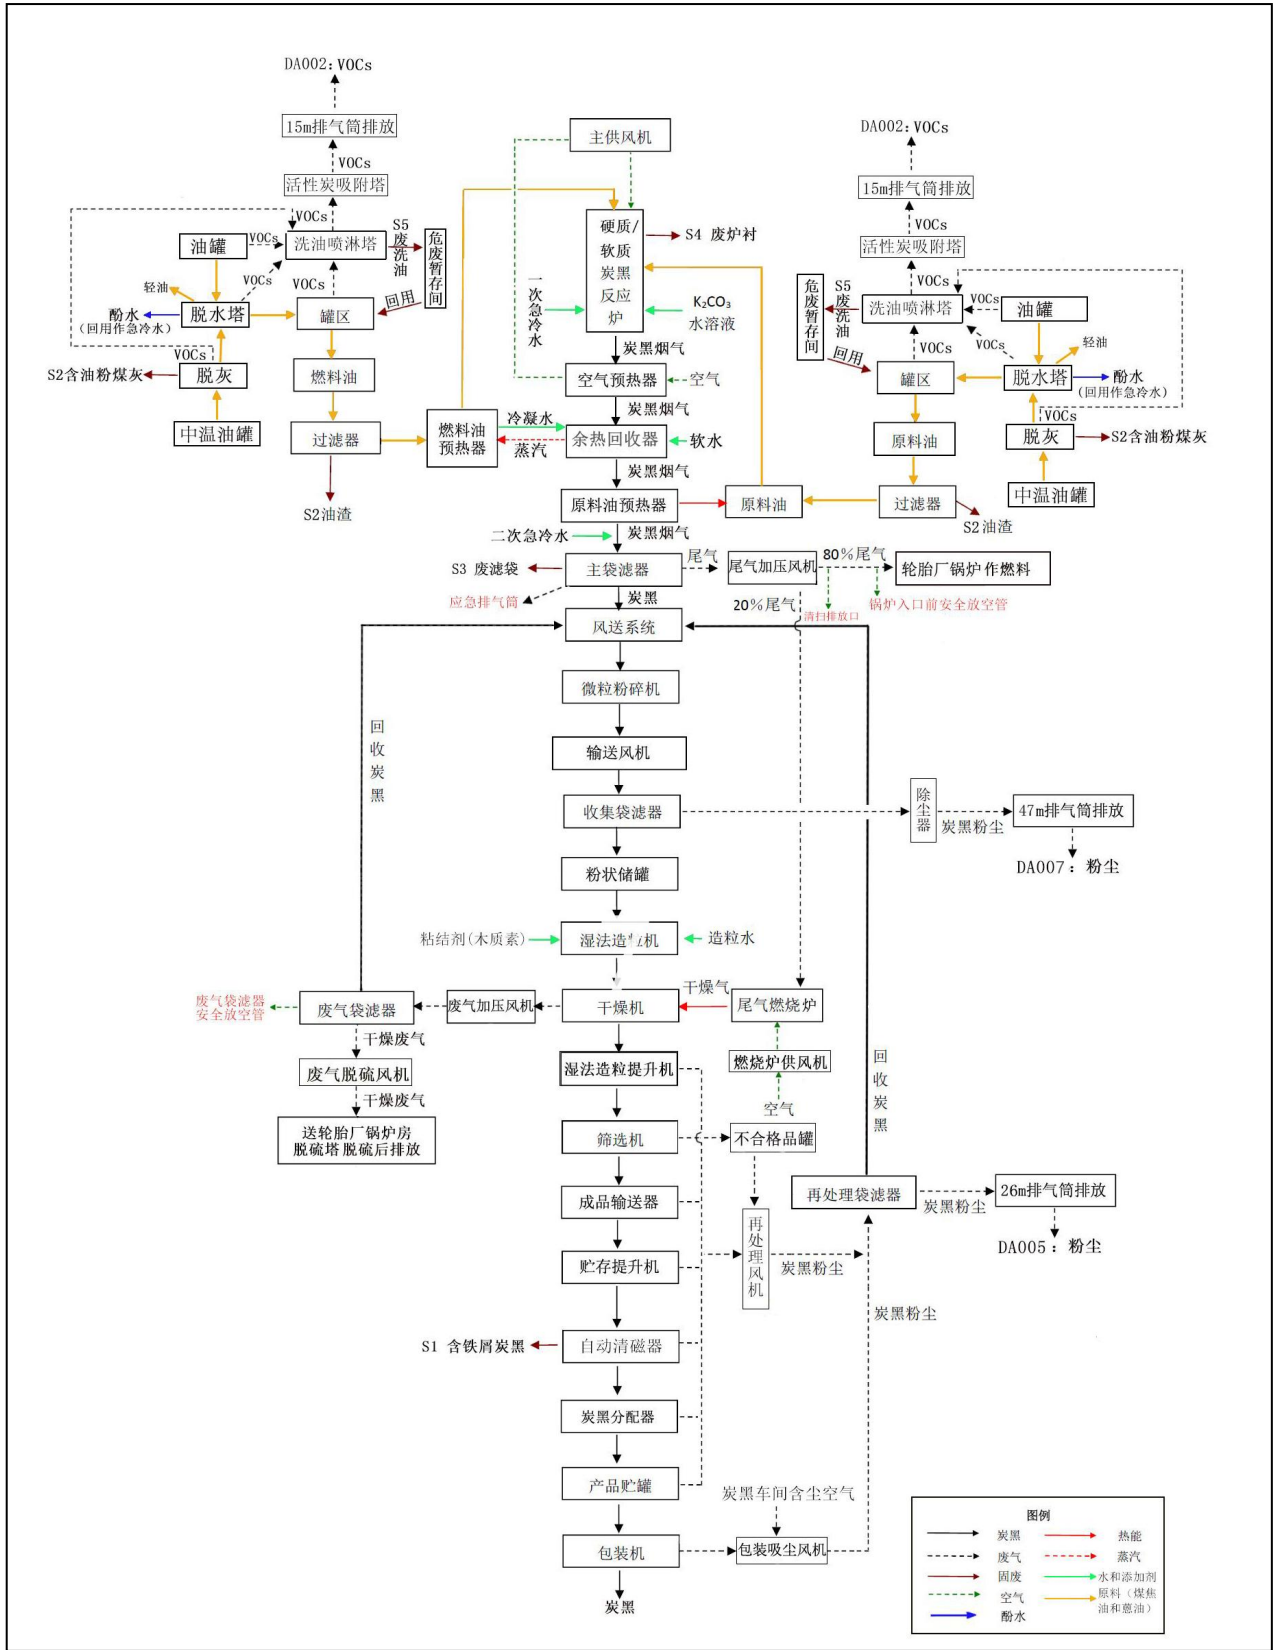 DA002:VOCs
15m排气筒排放
VOCs
活性炭吸附塔
VOCs
油罐
VOCs
洗油喷淋塔
S5
废洗油
危废暂存间
轻油
VOCs
VOCs
回用
酚水
(回用作急冷水)
脱水塔
罐区
VOCs
S2含油粉煤灰
脱灰
燃料油
中温油罐
过滤器
S2油渣
燃料油
预热器
主供风机
硬质/
软质
炭黑
反应
炉
S4 废炉衬
一次急冷水
K₂CO₃
水溶液
炭黑烟气
空气预热器
空气
炭黑烟气
冷凝水
蒸汽
余热回收器
软水
炭黑烟气
原料油预热器
原料油
二次急冷水
炭黑烟气
DA002:VOCs
15m排气筒排放
VOCs
活性炭吸附塔
VOCs
危废暂存间
S5
废洗油
洗油喷淋塔
VOCs
油罐
回用
VOCs
VOCs
轻油
罐区
脱水塔
酚水
(回用作急冷水)
VOCs
原料油
脱灰
S2含油粉煤灰
过滤器
中温油罐
S2油渣
S3 废滤袋
主袋滤器
尾气
尾气加压风机
80%尾气
轮胎厂锅炉作燃料
应急排气筒
炭黑
20%尾气
清扫排放口
锅炉入口前安全放空管
风送系统
微粒粉碎机
回收炭黑
输送风机
收集袋滤器
除尘器
炭黑粉尘
47m排气筒排放
DA007：粉尘
粉状储罐
粘结剂(木质素)
湿法造粒机
造粒水
废气袋滤器
安全放空管
废气袋滤器
废气加压风机
干燥机
干燥气
尾气燃烧炉
干燥废气
废气脱硫风机
干燥废气
送轮胎厂锅炉房
脱硫塔脱硫后排放
湿法造粒提升机
燃烧炉供风机
空气
回收炭黑
筛选机
不合格品罐
成品输送器
再处理风机
再处理袋滤器
炭黑粉尘
26m排气筒排放
DA005：粉尘
贮存提升机
炭黑粉尘
炭黑粉尘
S1 含铁屑炭黑
自动清磁器
炭黑分配器
产品贮罐
炭黑车间含尘空气
包装机
包装吸尘风机
炭黑
图例
炭黑
热能
废气
蒸汽
固废
水和添加剂
空气
原料（煤焦
油和蒽油）
酚水